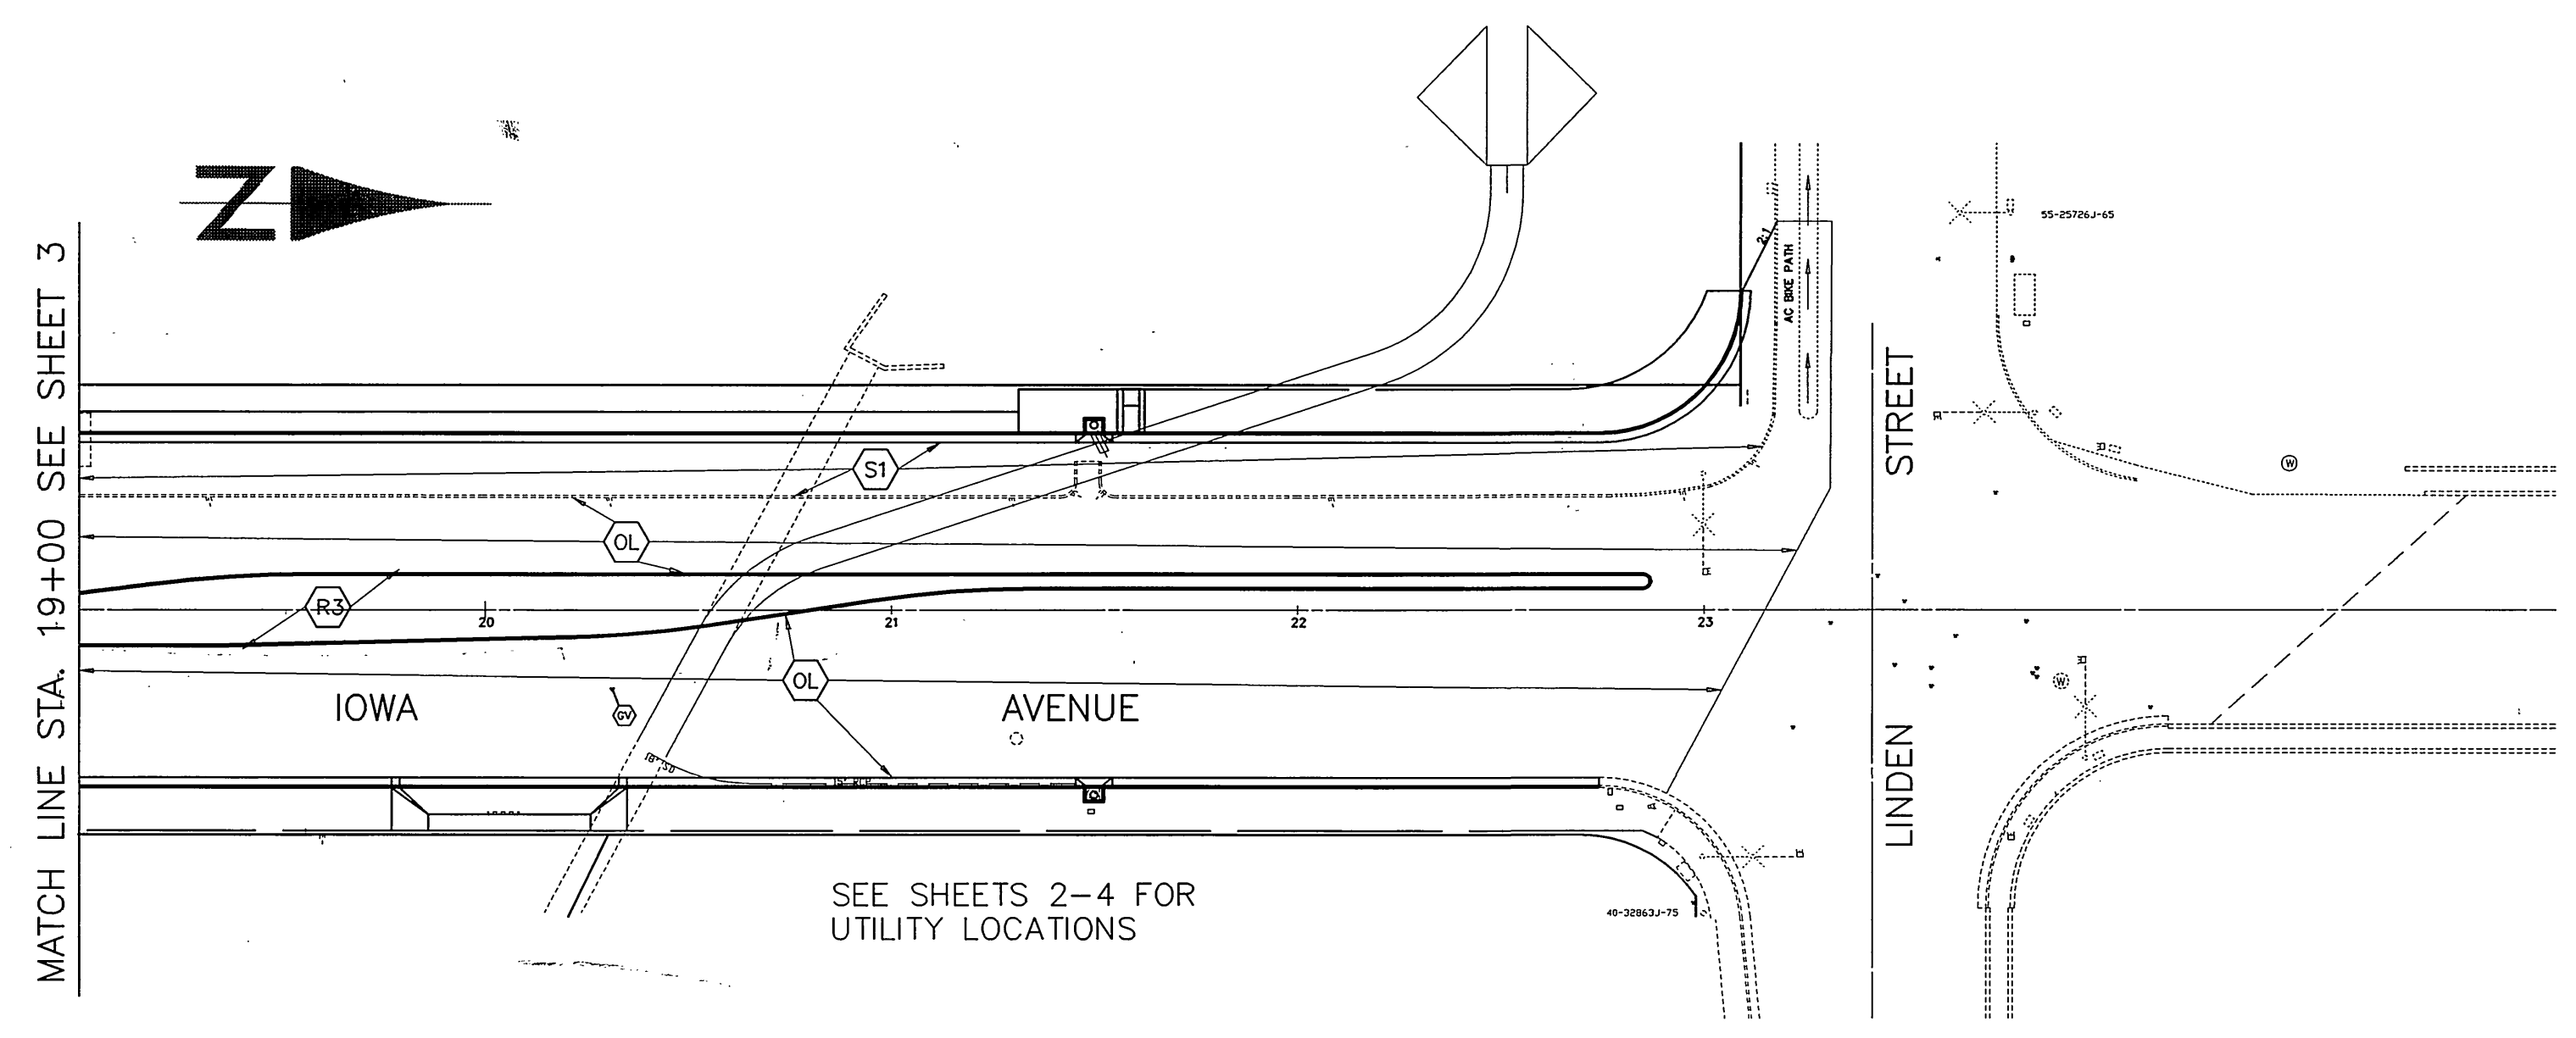 N
MATCH LINE STA. 19+00 SEE SHEET 3
55-25726J-65
2:1
AC BIKE PATH
STREET
S1
W
OL
R3
20
21
22
23
OL
W
IOWA
AVENUE
GV
LINDEN
15" RCP
SEE SHEETS 2-4 FOR
UTILITY LOCATIONS
40-32863J-75